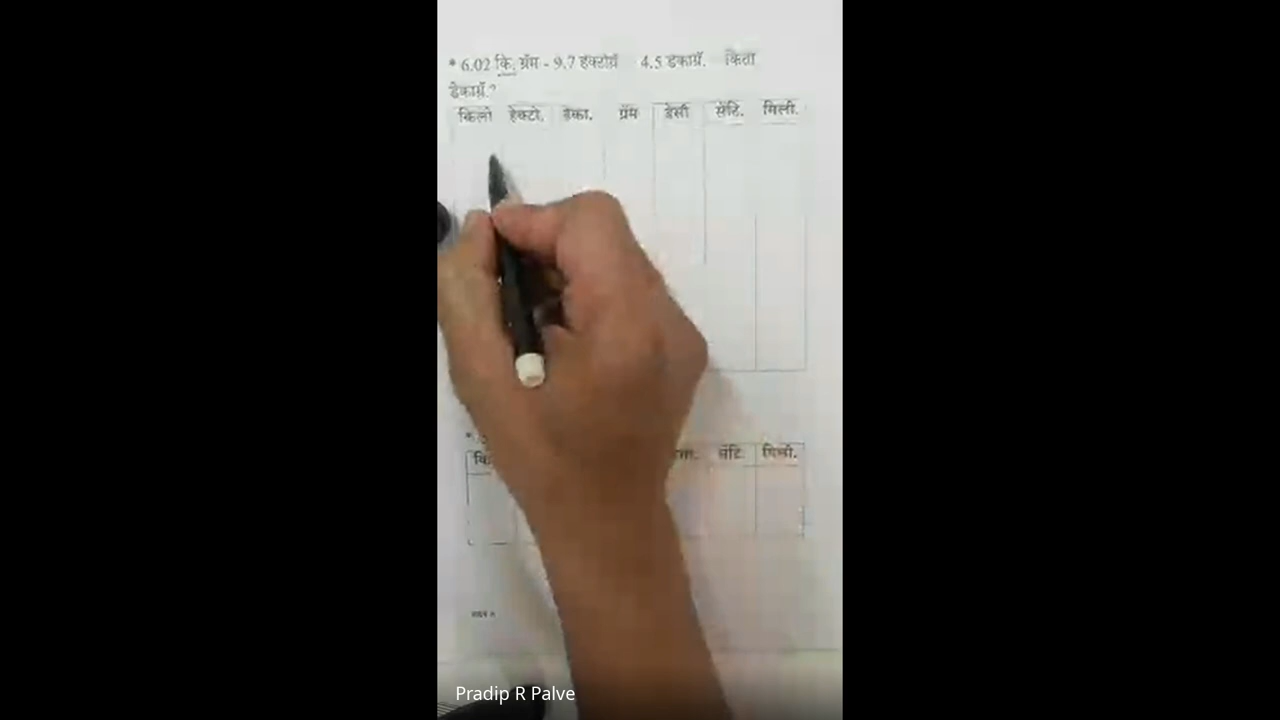 * 6.02 कि. ग्रॅम - 9.7 हेक्टोग्रॅ 4.5 डेकाग्रॅ. किती
डेकाग्रॅ.?
किलो हेक्टो. डेका. ग्रॅम डेसी सेंटि. मिली.
सेंटि मिली.
Pradip R Palve